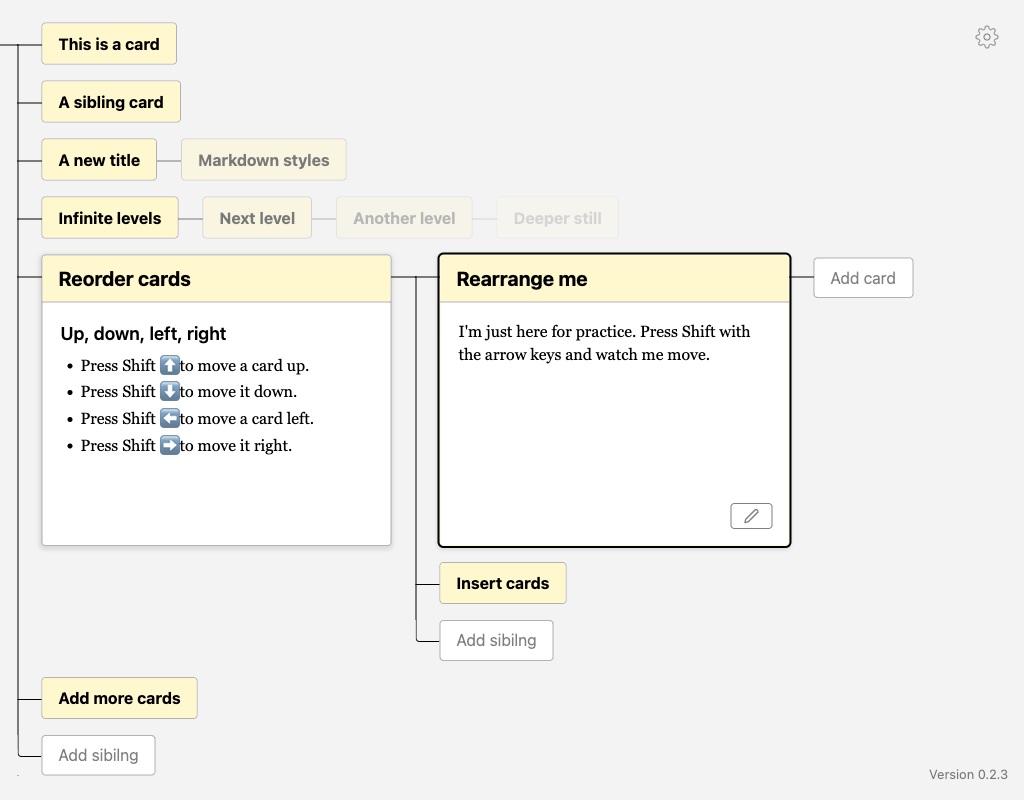 This is a card
A sibling card
A new title
Markdown styles
Infinite levels
Next level
Another level
Deeper still
Reorder cards
Up, down, left, right
Press Shift ⬆️to move a card up.
Press Shift ⬇️to move it down.
Press Shift ⬅️to move a card left.
Press Shift ➡️to move it right.
Rearrange me
I'm just here for practice. Press Shift with
the arrow keys and watch me move.
Add card
Insert cards
Add sibilng
Add more cards
Add sibilng
Version 0.2.3